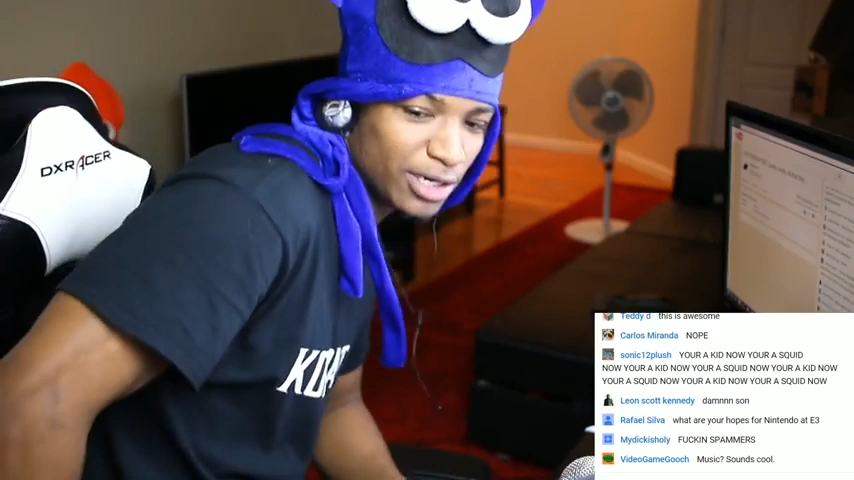 DXRACER
KO
Teddy d this is awesome
Carlos Miranda NOPE
sonic12plush YOUR A KID NOW YOUR A SQUID
NOW YOUR A KID NOW YOUR A SQUID NOW YOUR A KID NOW
YOUR A SQUID NOW YOUR A KID NOW YOUR A SQUID NOW
Leon scott kennedy damnnn son
Rafael Silva what are your hopes for Nintendo at E3
Mydickisholy FUCKIN SPAMMERS
VideoGameGooch Music? Sounds cool.